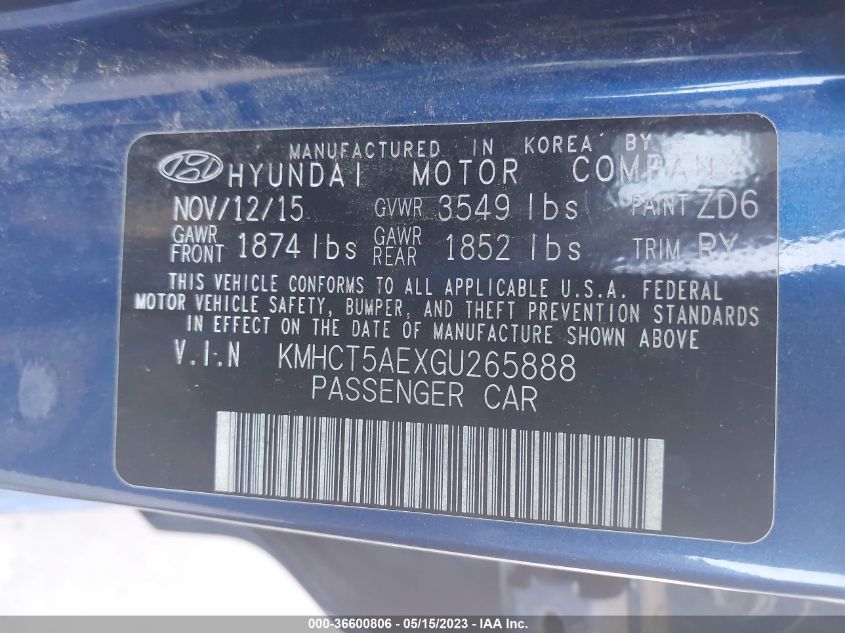 MANUFACTURED IN KOREA BY
HYUNDAI MOTOR COMPANY
NOV/12/15 GVWR 3549 lbs PAINT ZD6
GAWR FRONT 1874 lbs GAWR REAR 1852 lbs TRIM RY
THIS VEHICLE CONFORMS TO ALL APPLICABLE U.S.A. FEDERAL
MOTOR VEHICLE SAFETY, BUMPER, AND THEFT PREVENTION STANDARDS
IN EFFECT ON THE DATE OF MANUFACTURE SHOWN ABOVE
V.I.N KMHCT5AEXGU265888
PASSENGER CAR
000-36600806 - 05/15/2023 - IAA Inc.